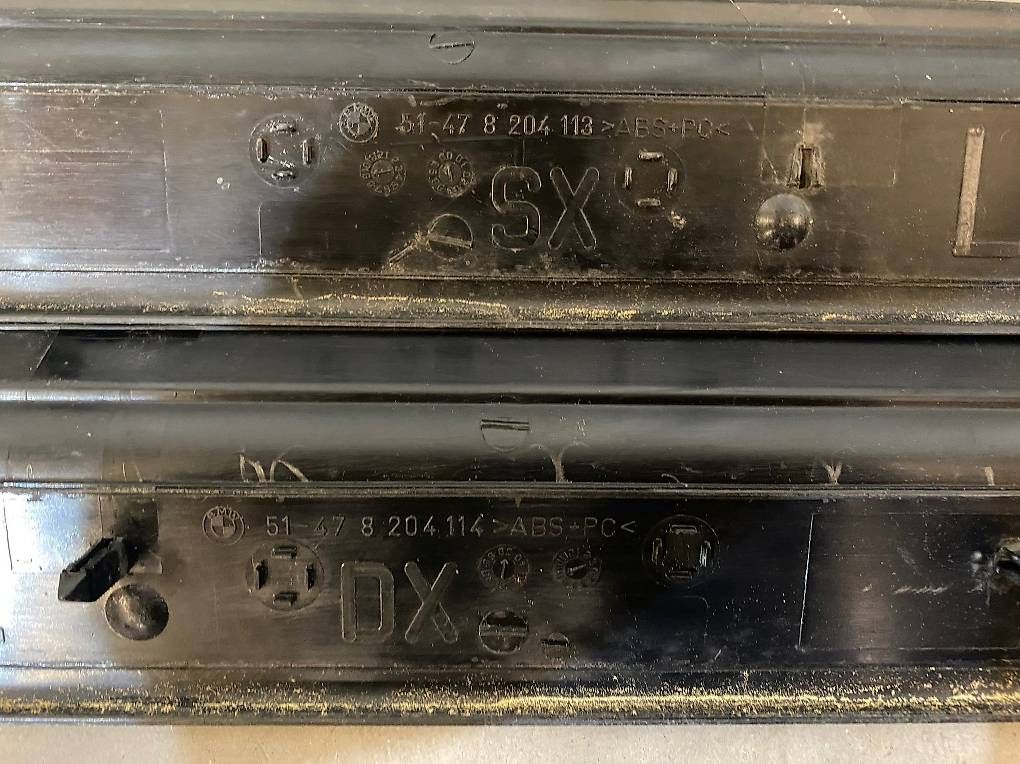 51-47 8 204 113 >ABS+PC<
SX
51-47 8 204 114 >ABS+PC<
DX